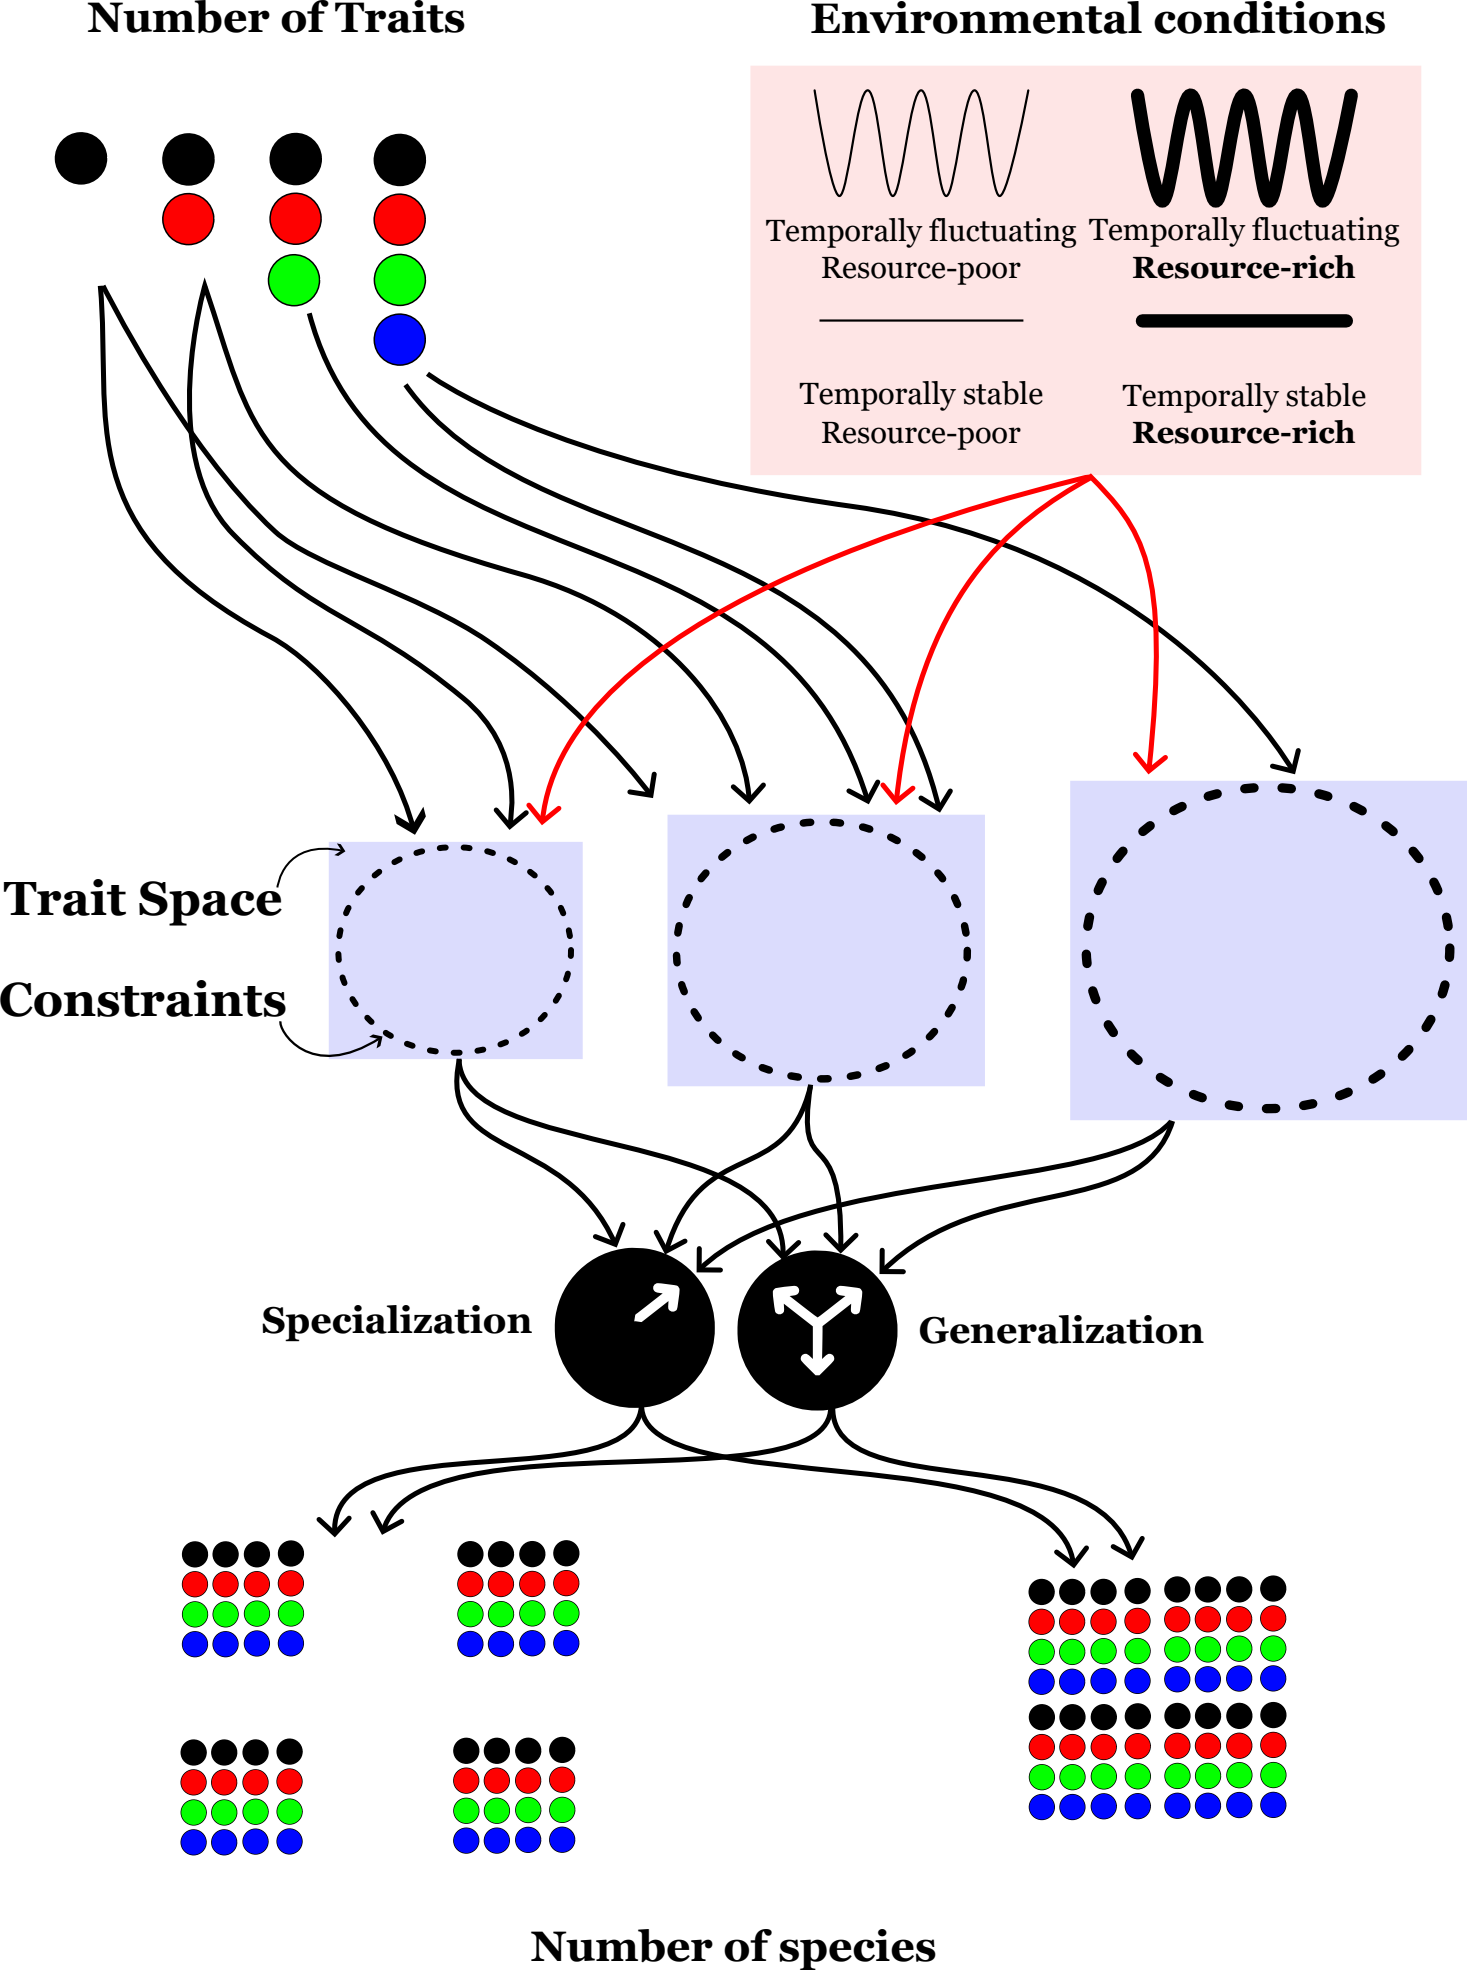 Number of Traits
Environmental conditions
Temporally fluctuating
Resource-poor
Temporally fluctuating
Resource-rich
Temporally stable
Resource-poor
Temporally stable
Resource-rich
Trait Space
Constraints
Specialization
Generalization
Number of species